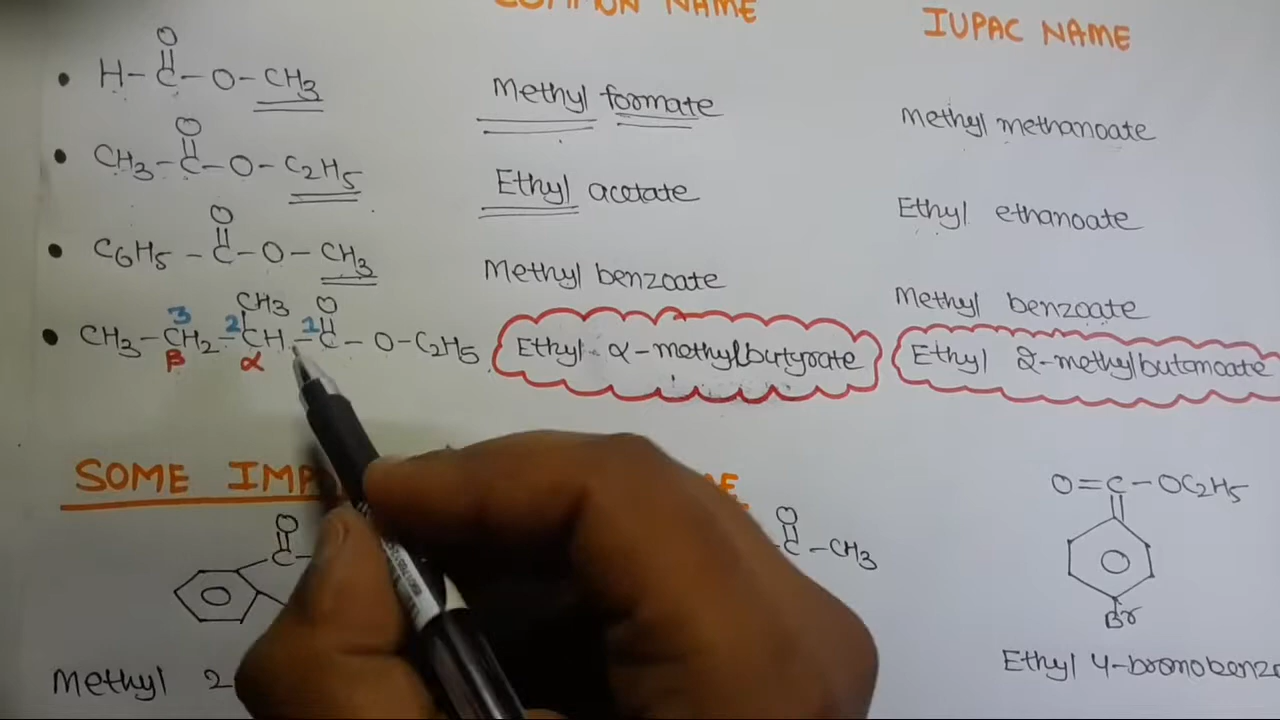 COMMON NAME
IUPAC NAME
O
H-C-O-CH3
Methyl formate
methyl methanoate
O
CH3-C-O-C2H5
Ethyl acetate
Ethyl ethanoate
O
C6H5-C-O-CH3
Methyl benzoate
Methyl benzoate
CH3 O
3 2 1
CH3-CH2-CH-C-O-C2H5
β α
Ethyl α-methylbutyrate
Ethyl 2-methylbutanoate
SOME
O
C
O
C-CH3
O=C-OC2H5
Br
Methyl 2
Ethyl 4-bromobenz